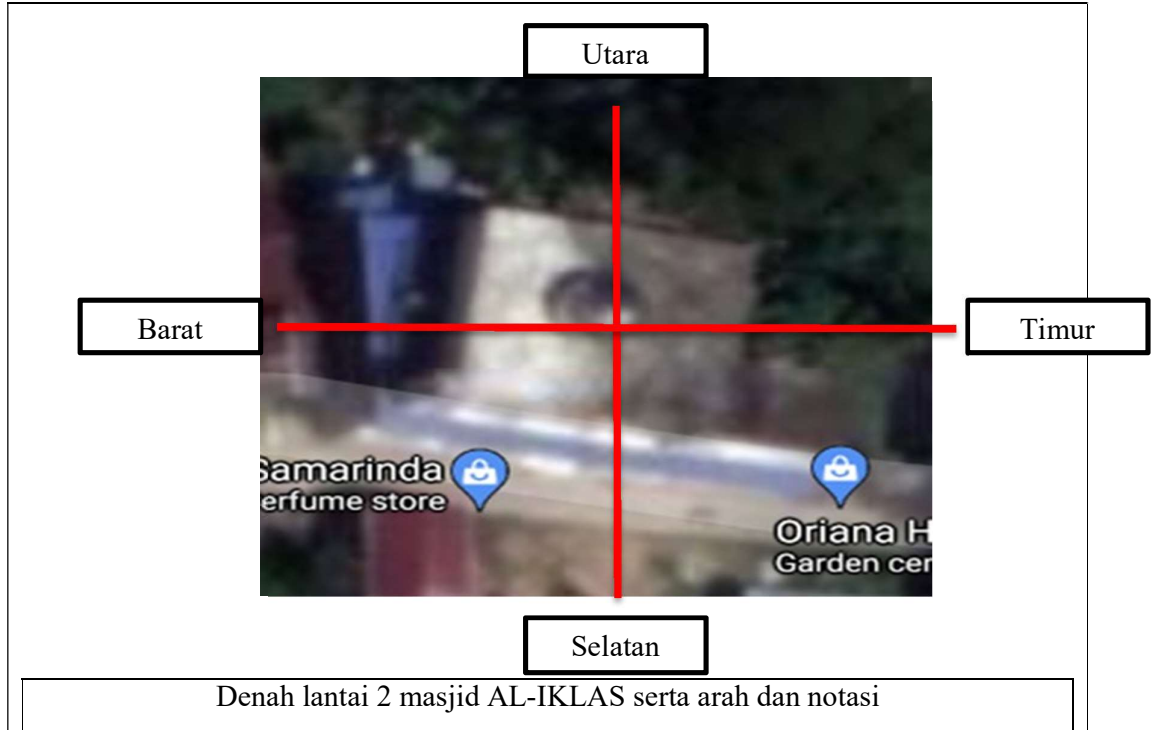 Utara
Barat
Timur
Samarinda
erfume store
Oriana H
Garden cer
Selatan
Denah lantai 2 masjid AL-IKLAS serta arah dan notasi